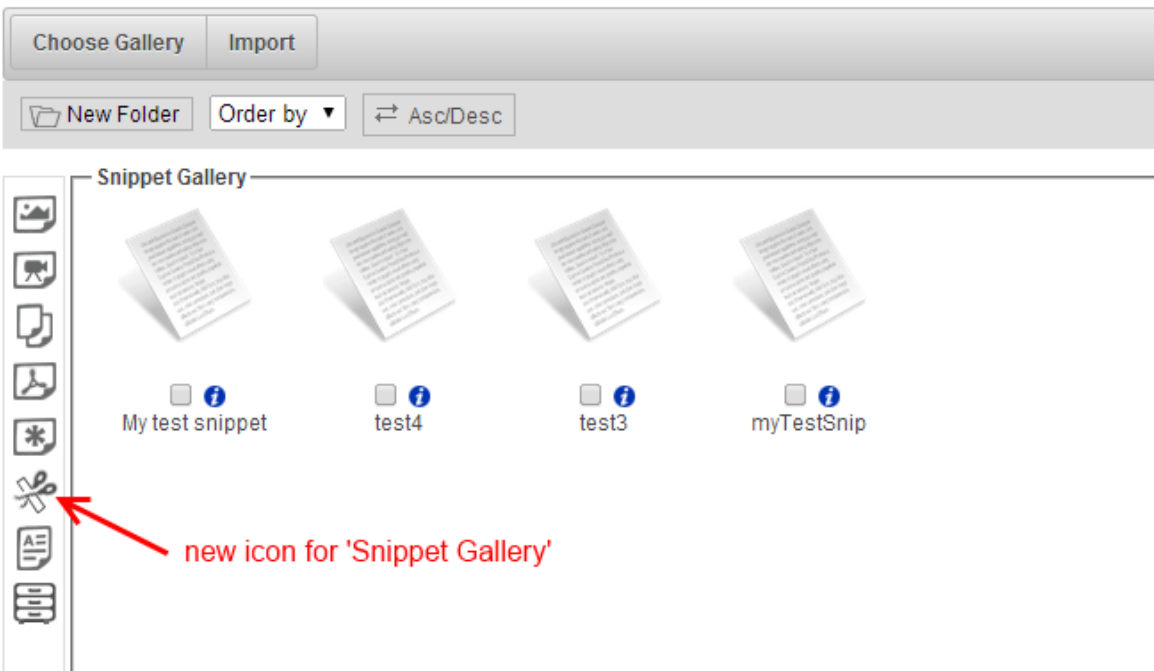 Choose Gallery Import
New Folder Order by Asc/Desc
Snippet Gallery
My test snippet test4 test3 myTestSnip
new icon for 'Snippet Gallery'